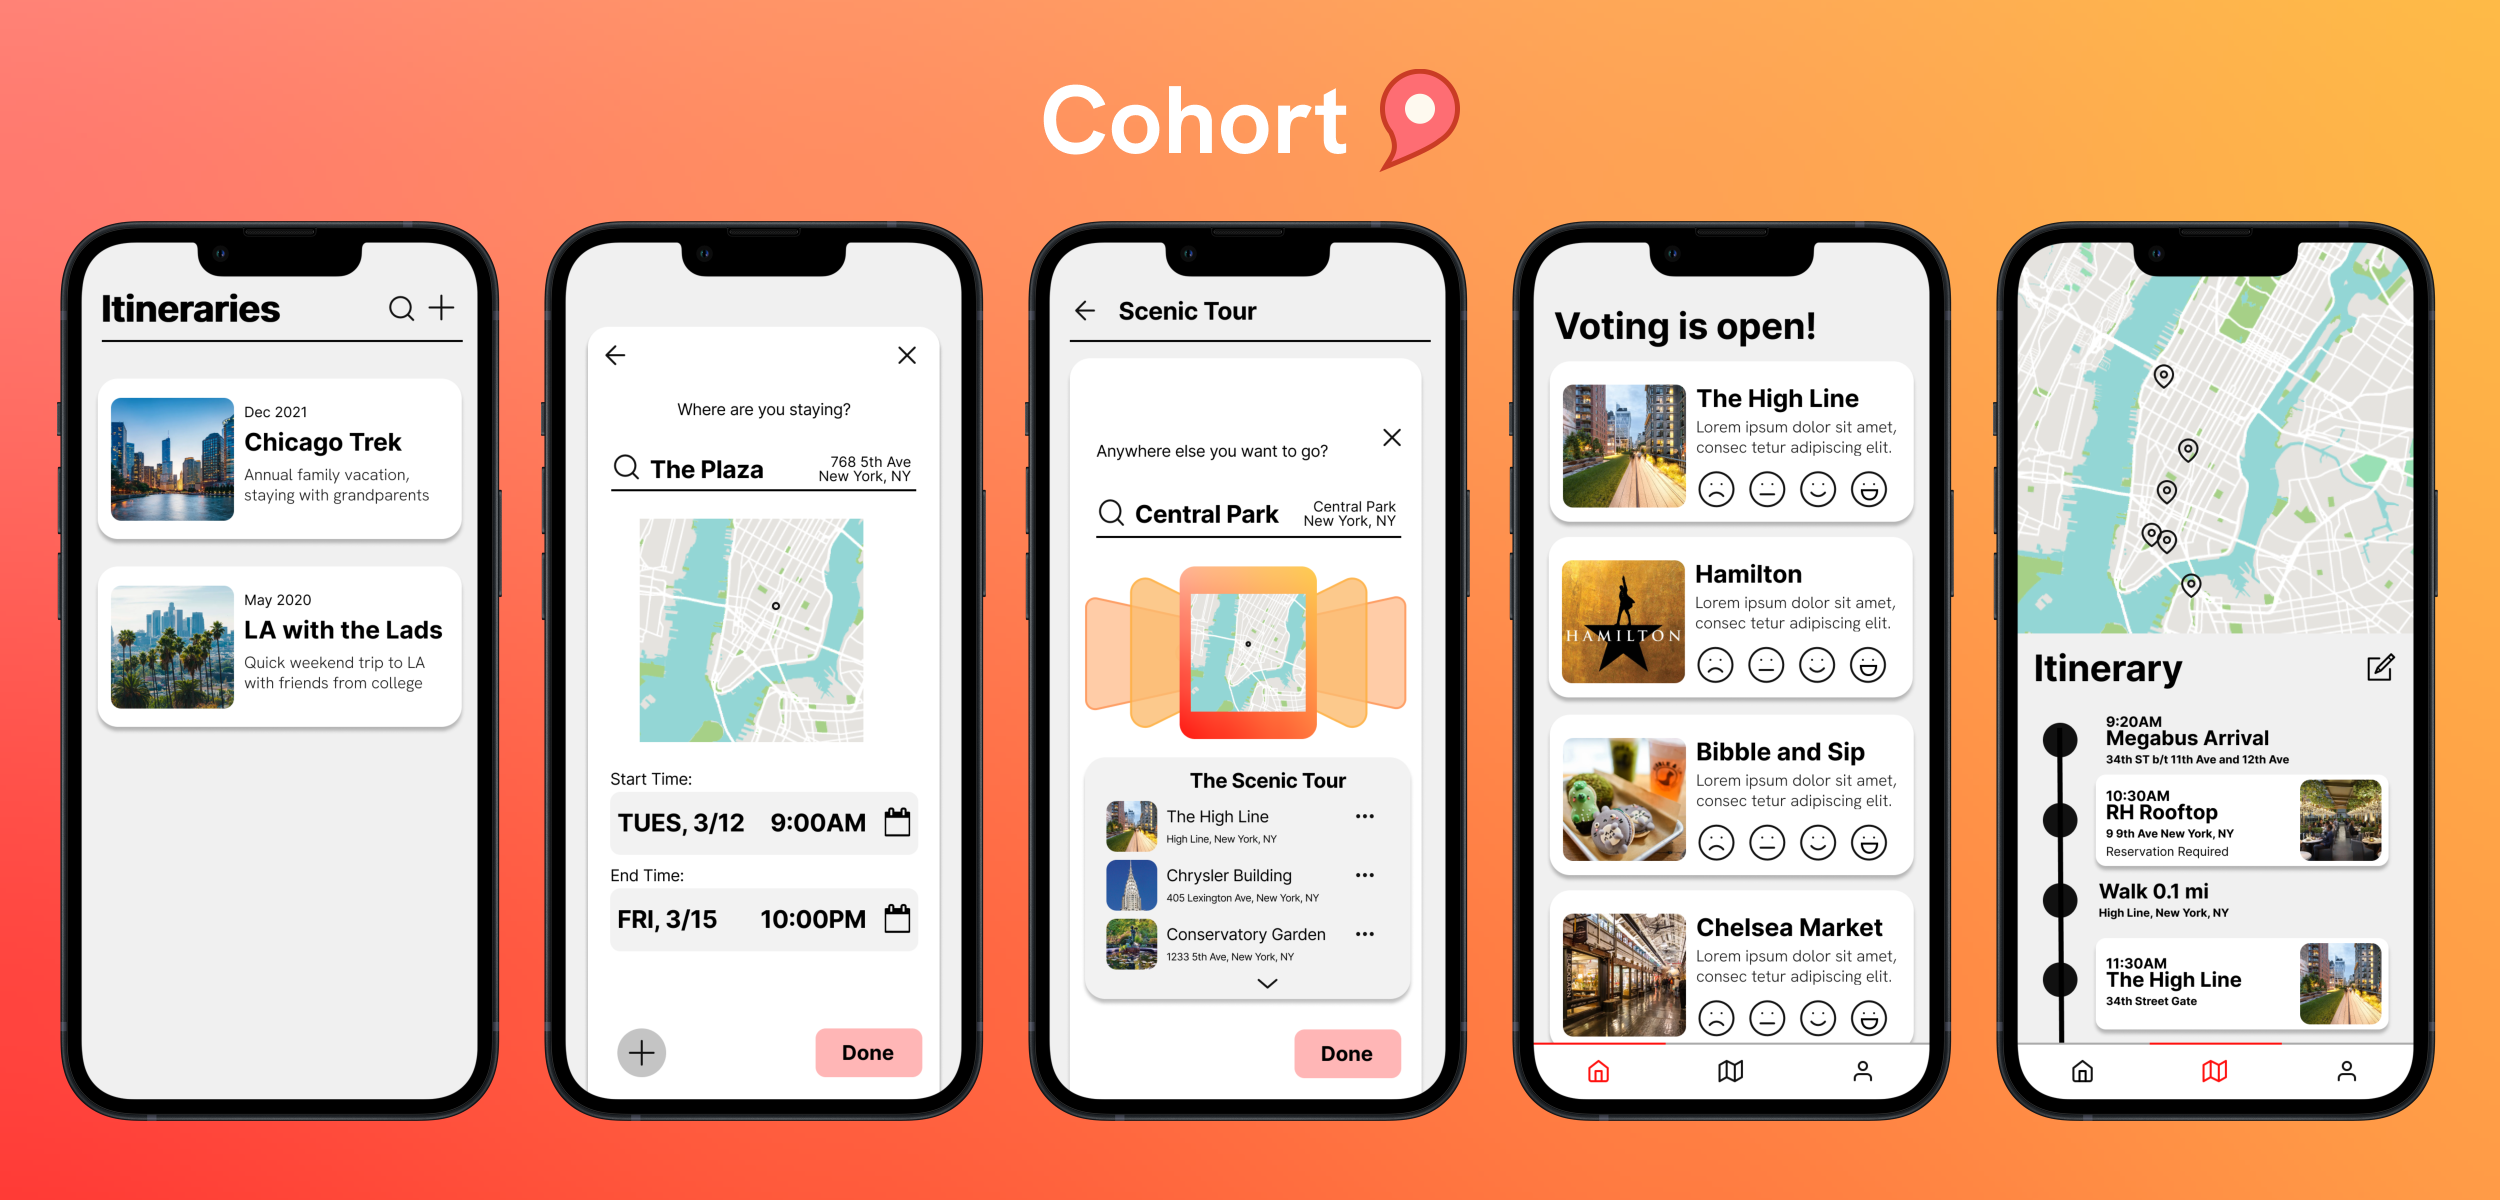 Cohort
Itineraries
Dec 2021
Chicago Trek
Annual family vacation,
staying with grandparents
May 2020
LA with the Lads
Quick weekend trip to LA
with friends from college
Where are you staying?
The Plaza
768 5th Ave
New York, NY
Start Time:
TUES, 3/12 9:00AM
End Time:
FRI, 3/15 10:00PM
Done
Scenic Tour
Anywhere else you want to go?
Central Park
Central Park
New York, NY
The Scenic Tour
The High Line
High Line, New York, NY
Chrysler Building
405 Lexington Ave, New York, NY
Conservatory Garden
1233 5th Ave, New York, NY
Done
Voting is open!
The High Line
Lorem ipsum dolor sit amet,
consec tetur adipiscing elit.
HAMILTON
Hamilton
Lorem ipsum dolor sit amet,
consec tetur adipiscing elit.
Bibble and Sip
Lorem ipsum dolor sit amet,
consec tetur adipiscing elit.
Chelsea Market
Lorem ipsum dolor sit amet,
consec tetur adipiscing elit.
Itinerary
9:20AM
Megabus Arrival
34th ST b/t 11th Ave and 12th Ave
10:30AM
RH Rooftop
9 9th Ave New York, NY
Reservation Required
Walk 0.1 mi
High Line, New York, NY
11:30AM
The High Line
34th Street Gate